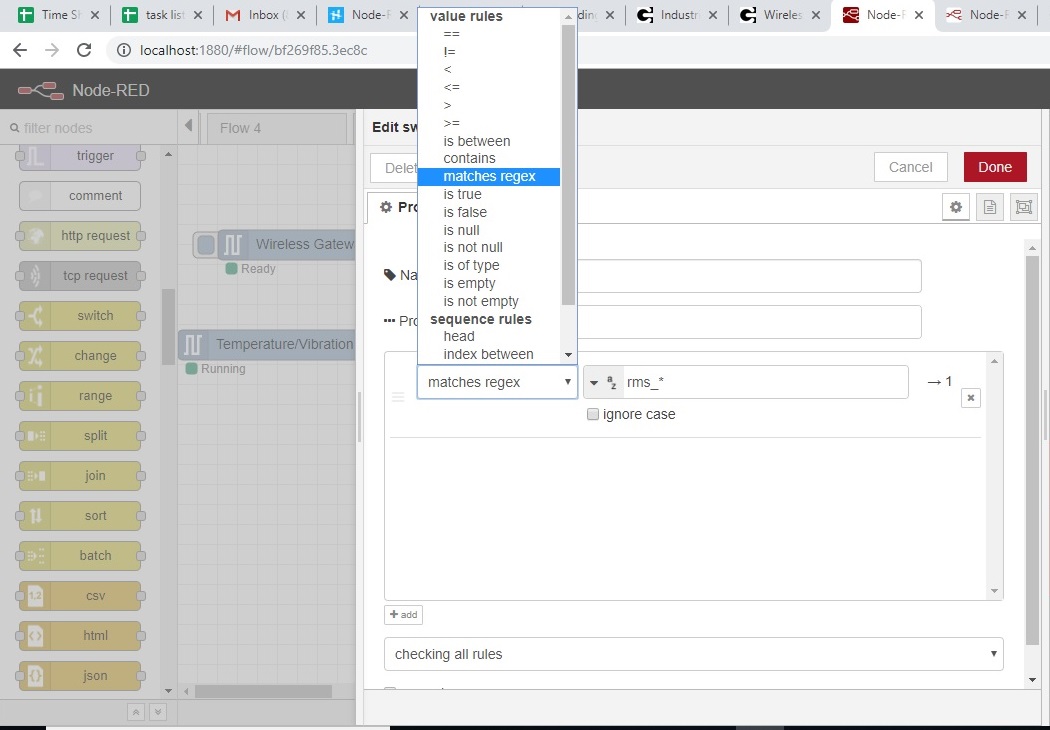 Time S
task list
M Inbox (
Node-F
ding
Industr
Wireles
Node-F
Node-F
localhost:1880/#flow/bf269f85.3ec8c
Node-RED
filter nodes
trigger
comment
http request
tcp request
switch
change
range
split
join
sort
batch
csv
html
json
Flow 4
Wireless Gatew
Ready
Temperature/Vibration
Running
Edit sw
Delet
Cancel
Done
Pro
Na
Pro
value rules
==
!=
<
<=
>
>=
is between
contains
matches regex
is true
is false
is null
is not null
is of type
is empty
is not empty
sequence rules
head
index between
matches regex
a z
rms_*
→ 1
ignore case
+ add
checking all rules